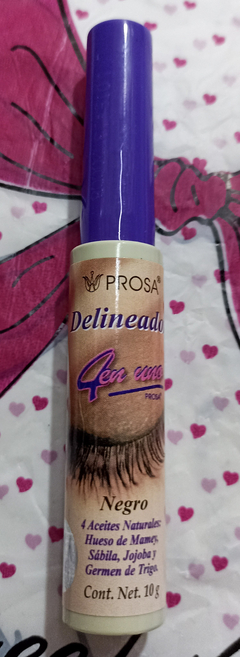 PROSA®
Delineado
4en uno
PROSA
Negro
4 Aceites Naturales:
Hueso de Mamey,
Sábila, Jojoba y
Germen de Trigo.
Cont. Net. 10 g